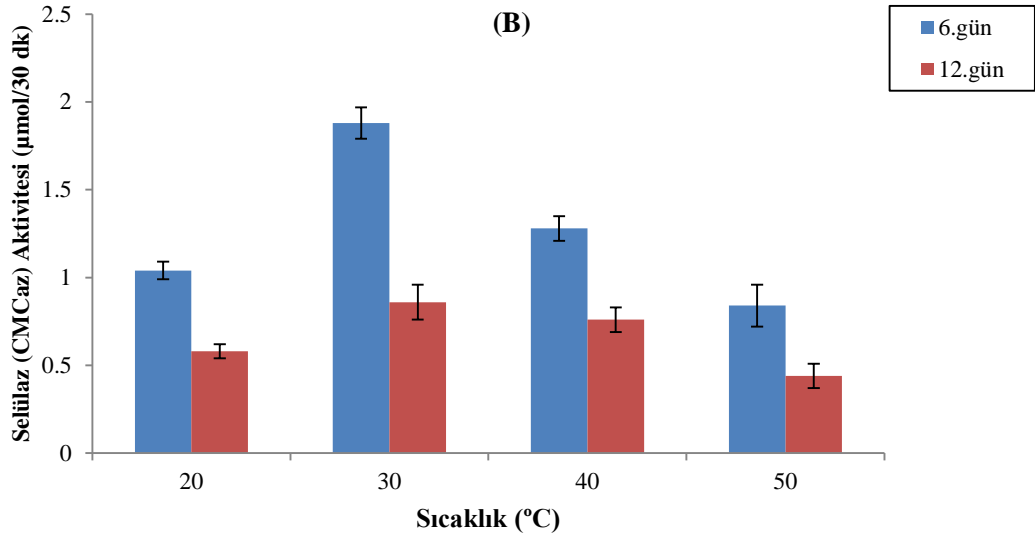 (B)
6.gün
12.gün
Selülaz (CMCaz) Aktivitesi (µmol/30 dk)
2.5
2
1.5
1
0.5
0
20 30 40 50
Sıcaklık (ºC)